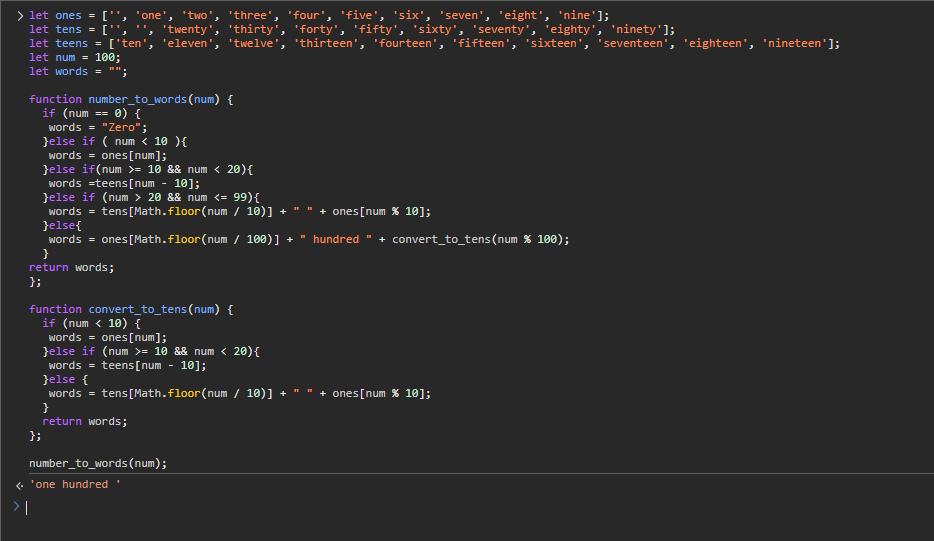 let ones = ['', 'one', 'two', 'three', 'four', 'five', 'six', 'seven', 'eight', 'nine'];
let tens = ['', '', 'twenty', 'thirty', 'forty', 'fifty', 'sixty', 'seventy', 'eighty', 'ninety'];
let teens = ['ten', 'eleven', 'twelve', 'thirteen', 'fourteen', 'fifteen', 'sixteen', 'seventeen', 'eighteen', 'nineteen'];
let num = 100;
let words = "";

function number_to_words(num) {
  if (num == 0) {
   words = "Zero";
  }else if ( num < 10 ){
   words = ones[num];
  }else if(num >= 10 && num < 20){
   words =teens[num - 10];
  }else if (num > 20 && num <= 99){
   words = tens[Math.floor(num / 10)] + " " + ones[num % 10];
  }else{
   words = ones[Math.floor(num / 100)] + " hundred " + convert_to_tens(num % 100);
  }
return words;
};

function convert_to_tens(num) {
  if (num < 10) {
   words = ones[num];
  }else if (num >= 10 && num < 20){
   words = teens[num - 10];
  }else {
   words = tens[Math.floor(num / 10)] + " " + ones[num % 10];
  }
  return words;
};

number_to_words(num);
'one hundred '